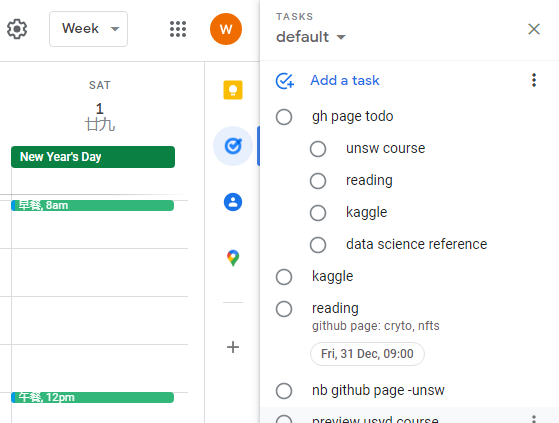 Week
W
SAT
1
廿九
New Year's Day
早餐, 8am
午餐, 12pm
TASKS
default
Add a task
gh page todo
unsw course
reading
kaggle
data science reference
kaggle
reading
github page: cryto, nfts
Fri, 31 Dec, 09:00
nb github page -unsw
preview usyd course